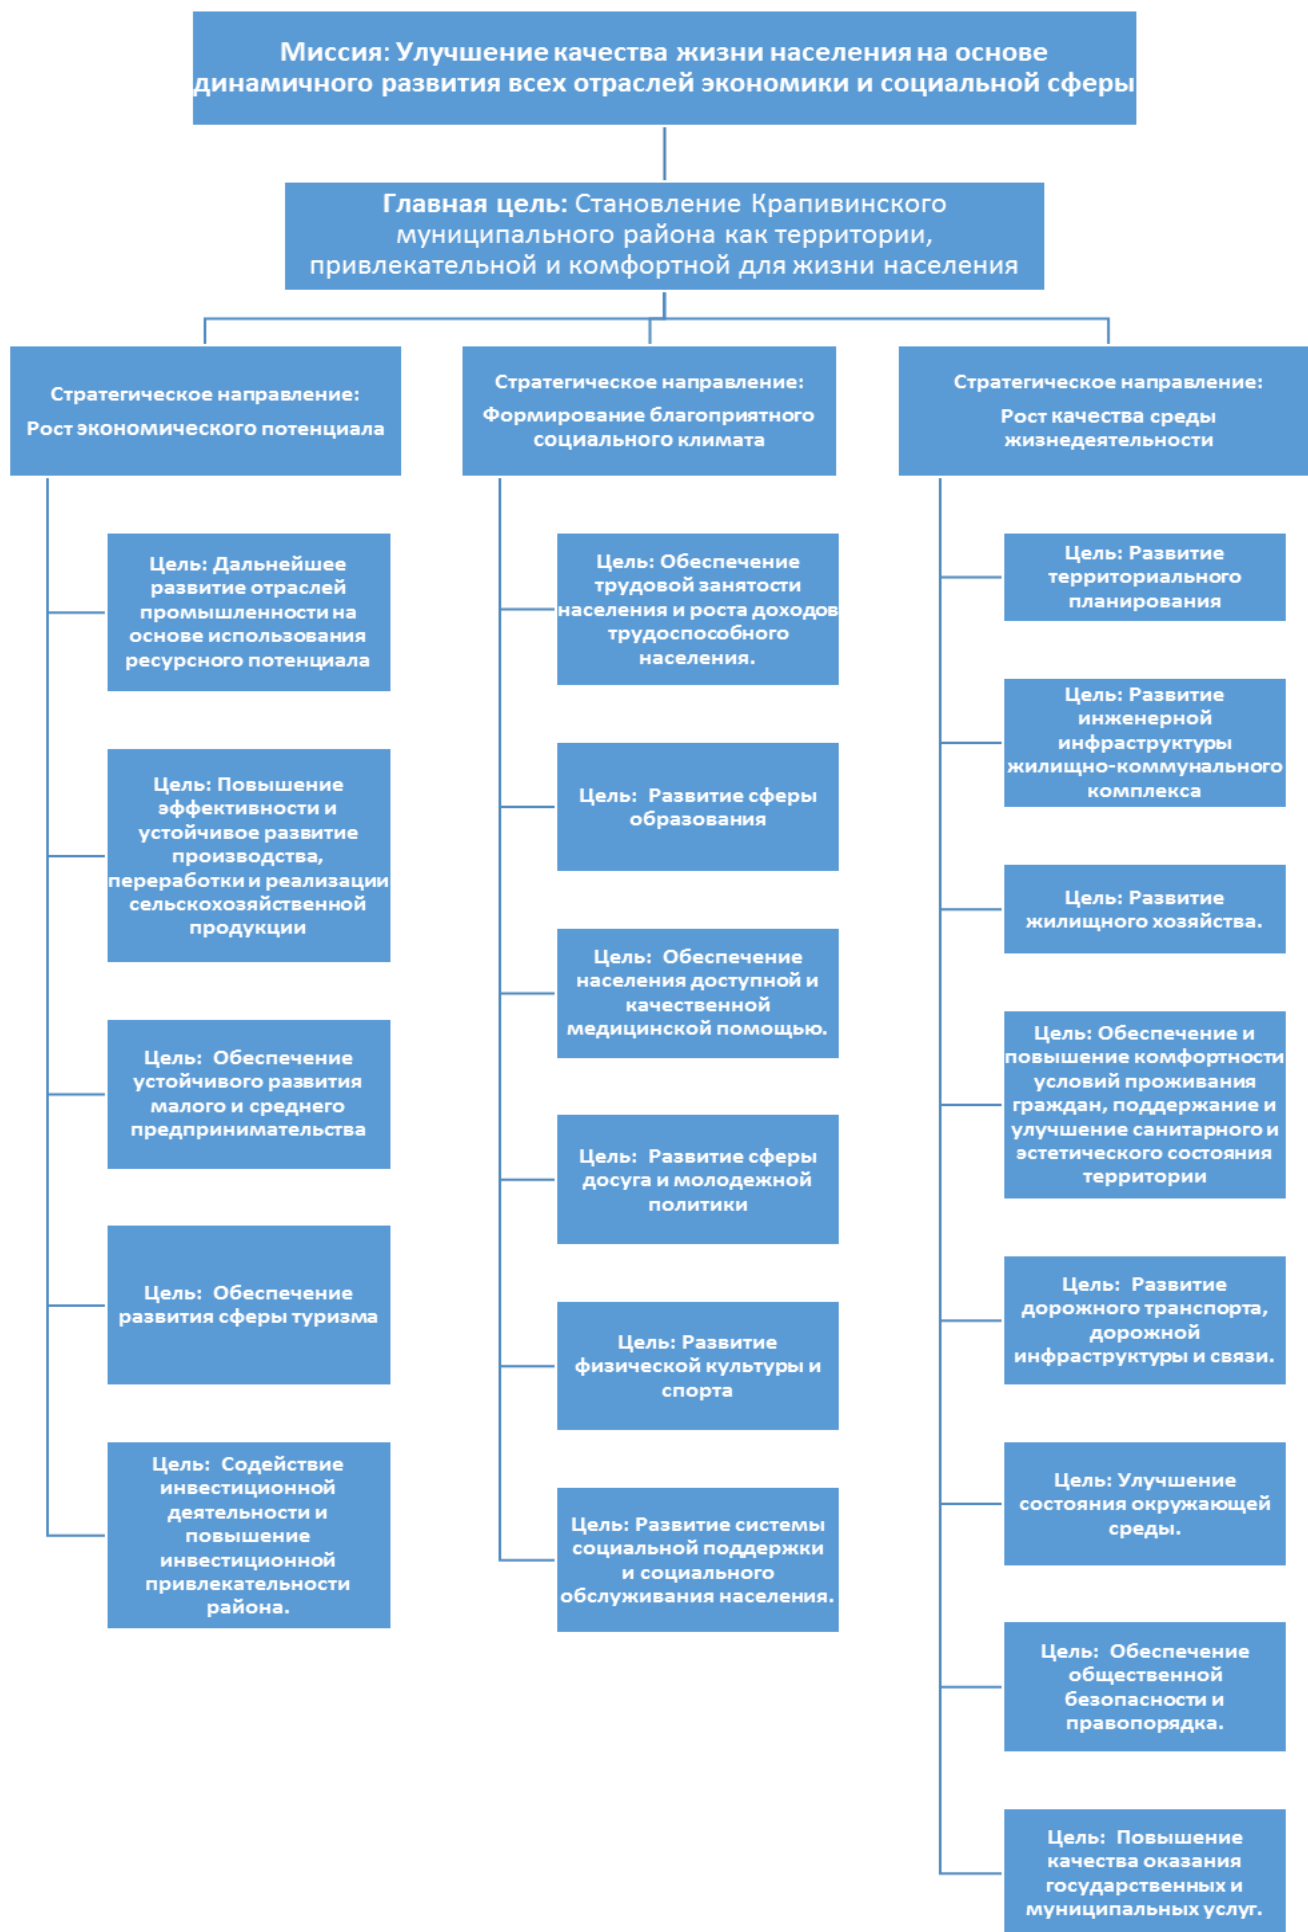 Миссия: Улучшение качества жизни населения на основе
динамичного развития всех отраслей экономики и социальной сферы
Главная цель: Становление Крапивинского
муниципального района как территории,
привлекательной и комфортной для жизни населения
Стратегическое направление:
Рост экономического потенциала
Цель: Дальнейшее
развитие отраслей
промышленности на
основе использования
ресурсного потенциала
Цель: Повышение
эффективности и
устойчивое развитие
производства,
переработки и реализации
сельскохозяйственной
продукции
Цель: Обеспечение
устойчивого развития
малого и среднего
предпринимательства
Цель: Обеспечение
развития сферы туризма
Цель: Содействие
инвестиционной
деятельности и
повышение
инвестиционной
привлекательности
района.
Стратегическое направление:
Формирование благоприятного
социального климата
Цель: Обеспечение
трудовой занятости
населения и роста доходов
трудоспособного
населения.
Цель: Развитие сферы
образования
Цель: Обеспечение
населения доступной и
качественной
медицинской помощью.
Цель: Развитие сферы
досуга и молодежной
политики
Цель: Развитие
физической культуры и
спорта
Цель: Развитие системы
социальной поддержки
и социального
обслуживания населения.
Стратегическое направление:
Рост качества среды
жизнедеятельности
Цель: Развитие
территориального
планирования
Цель: Развитие
инженерной
инфраструктуры
жилищно-коммунального
комплекса
Цель: Развитие
жилищного хозяйства.
Цель: Обеспечение и
повышение комфортности
условий проживания
граждан, поддержание и
улучшение санитарного и
эстетического состояния
территории
Цель: Развитие
дорожного транспорта,
дорожной
инфраструктуры и связи.
Цель: Улучшение
состояния окружающей
среды.
Цель: Обеспечение
общественной
безопасности и
правопорядка.
Цель: Повышение
качества оказания
государственных и
муниципальных услуг.